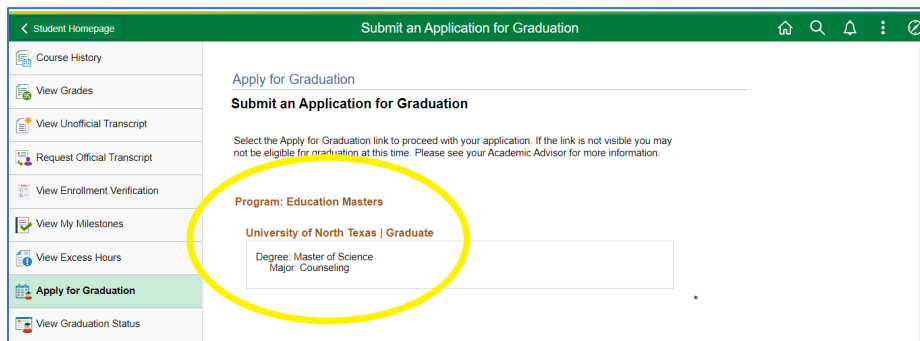 Student Homepage
Submit an Application for Graduation
Course History
View Grades
View Unofficial Transcript
Request Official Transcript
View Enrollment Verification
View My Milestones
View Excess Hours
Apply for Graduation
View Graduation Status
Apply for Graduation
Submit an Application for Graduation
Select the Apply for Graduation link to proceed with your application. If the link is not visible you may
not be eligible for graduation at this time. Please see your Academic Advisor for more information.
Program: Education Masters
University of North Texas | Graduate
Degree: Master of Science
Major: Counseling